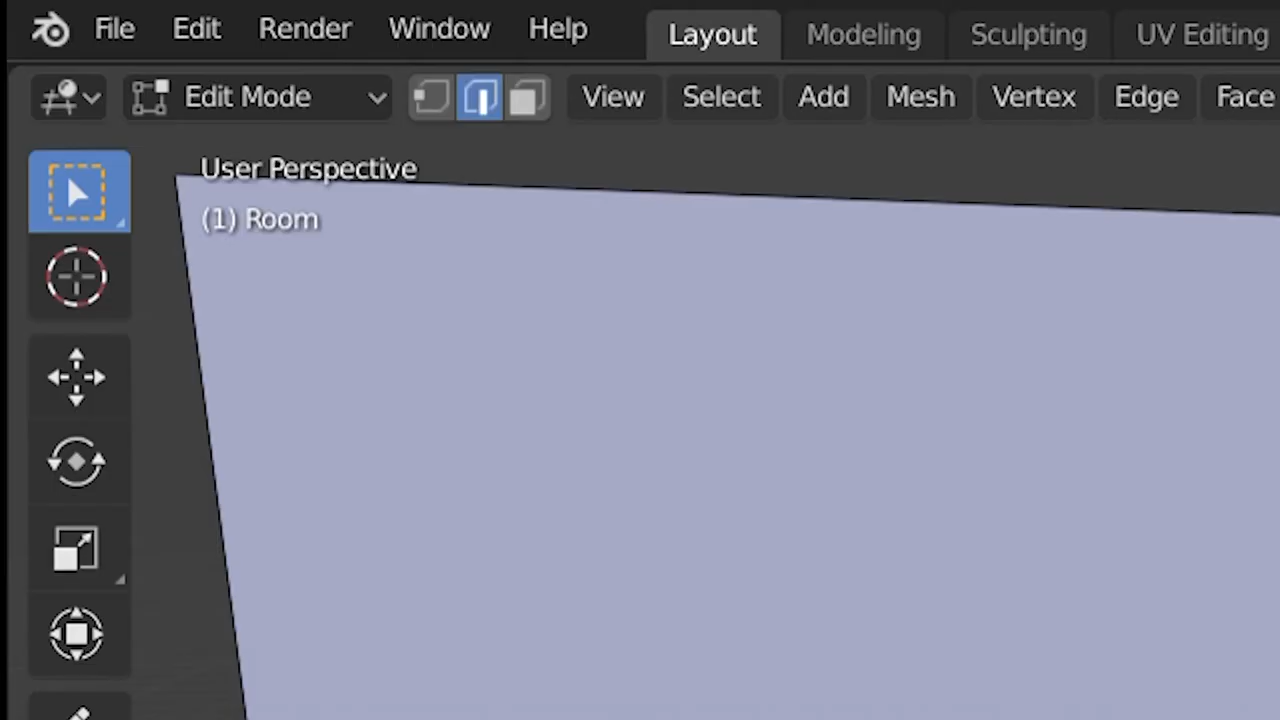 File Edit Render Window Help Layout Modeling Sculpting UV Editing
Edit Mode View Select Add Mesh Vertex Edge Face
User Perspective
(1) Room